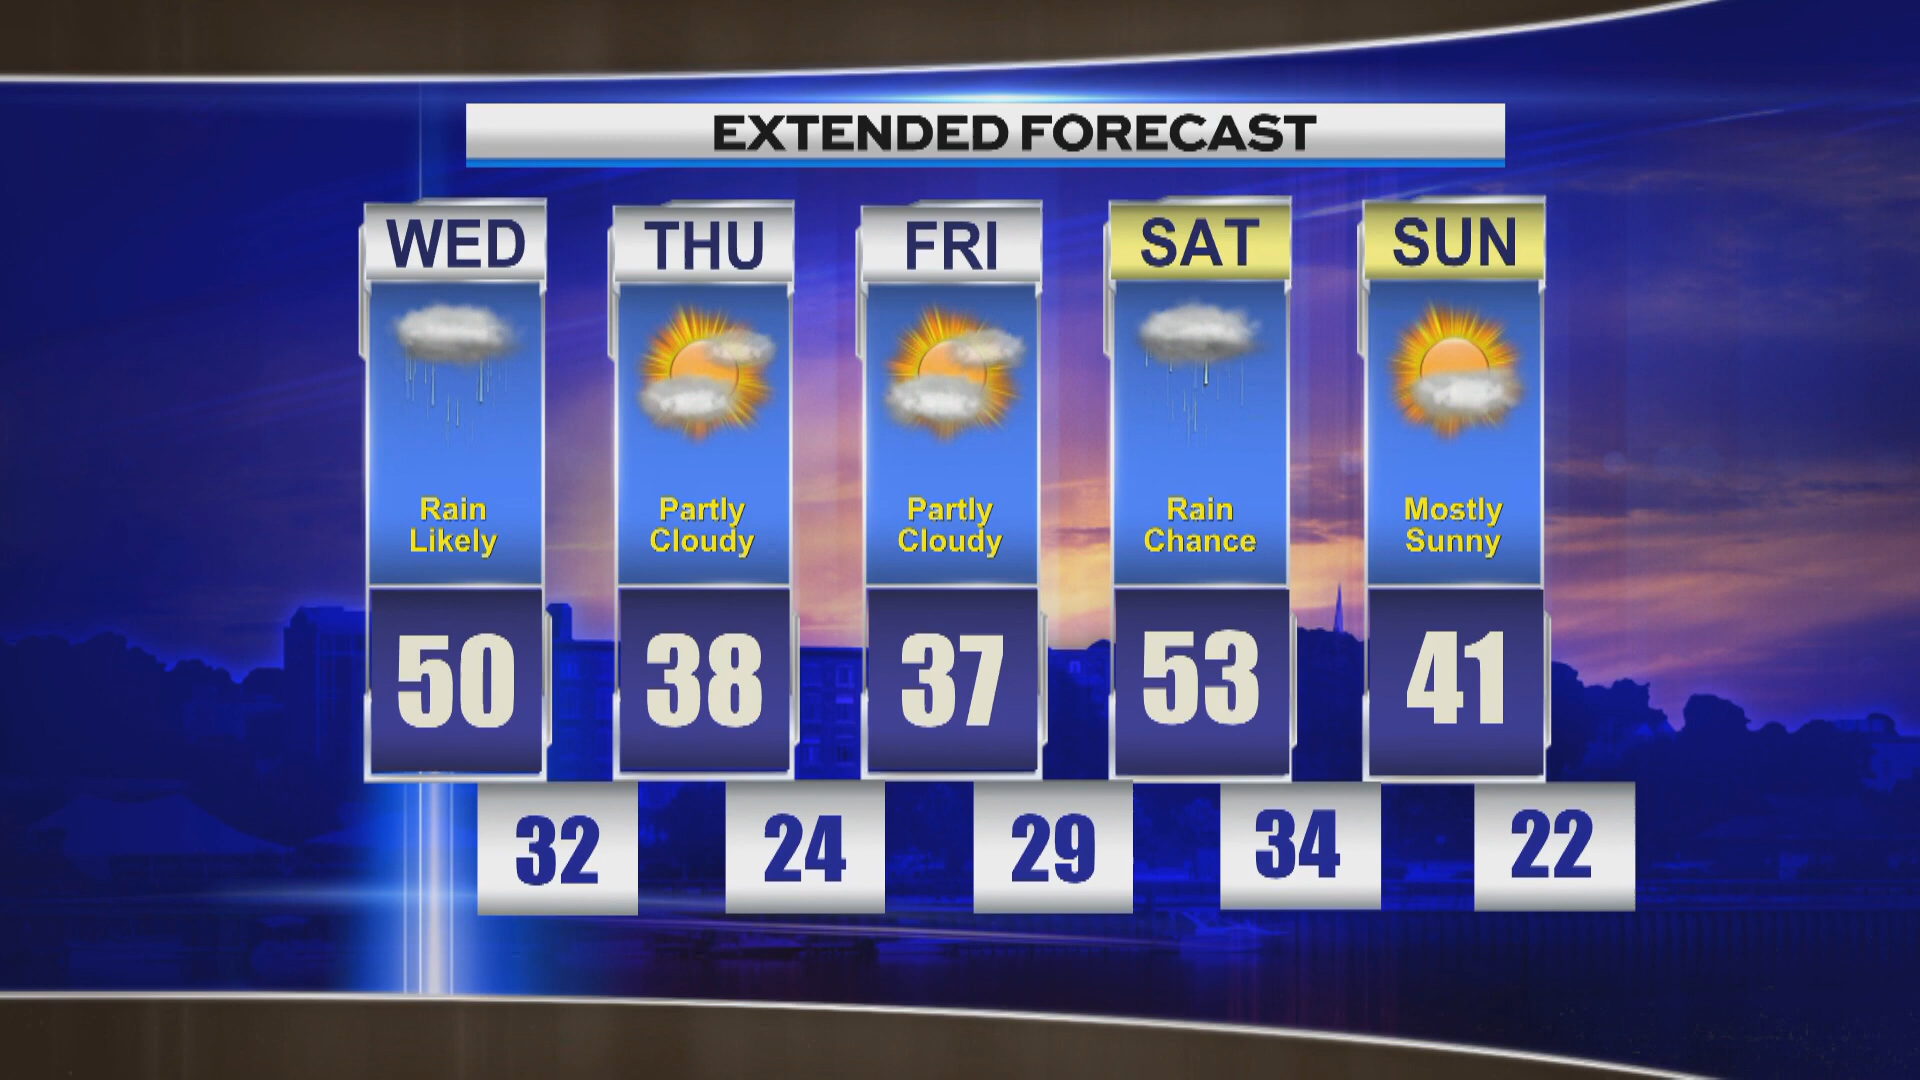 EXTENDED FORECAST
WED THU FRI SAT SUN
Rain Likely
Partly Cloudy
Partly Cloudy
Rain Chance
Mostly Sunny
50 38 37 53 41
32 24 29 34 22